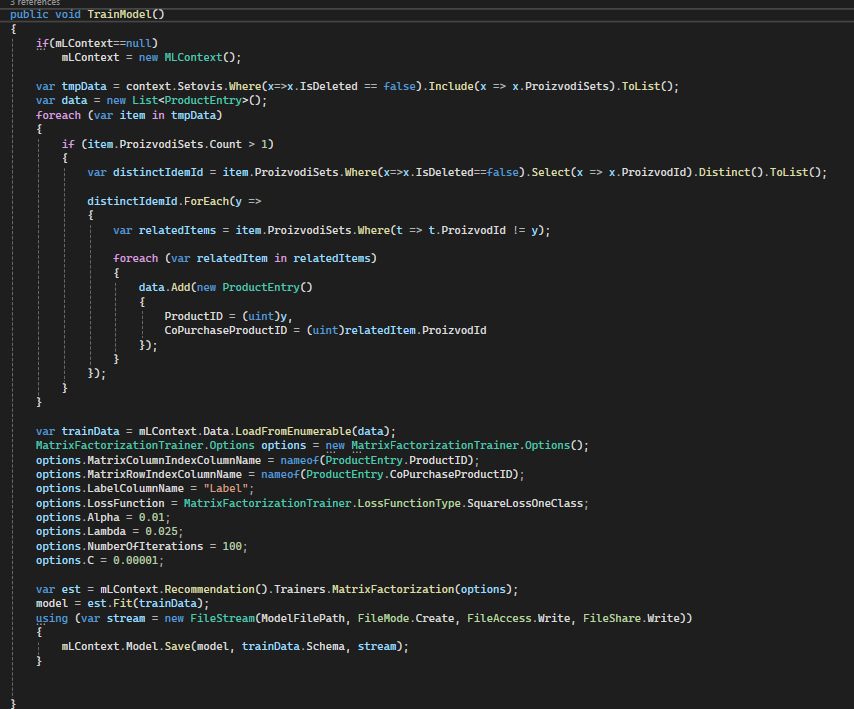 3 references
public void TrainModel()
{
    if(mLContext==null)
        mLContext = new MLContext();

    var tmpData = context.Setovis.Where(x=>x.IsDeleted == false).Include(x => x.ProizvodiSets).ToList();
    var data = new List<ProductEntry>();
    foreach (var item in tmpData)
    {
        if (item.ProizvodiSets.Count > 1)
        {
            var distinctIdemId = item.ProizvodiSets.Where(x=>x.IsDeleted==false).Select(x => x.ProizvodId).Distinct().ToList();

            distinctIdemId.ForEach(y =>
            {
                var relatedItems = item.ProizvodiSets.Where(t => t.ProizvodId != y);

                foreach (var relatedItem in relatedItems)
                {
                    data.Add(new ProductEntry()
                    {
                        ProductID = (uint)y,
                        CoPurchaseProductID = (uint)relatedItem.ProizvodId
                    });
                }
            });
        }
    }

    var trainData = mLContext.Data.LoadFromEnumerable(data);
    MatrixFactorizationTrainer.Options options = new MatrixFactorizationTrainer.Options();
    options.MatrixColumnIndexColumnName = nameof(ProductEntry.ProductID);
    options.MatrixRowIndexColumnName = nameof(ProductEntry.CoPurchaseProductID);
    options.LabelColumnName = "Label";
    options.LossFunction = MatrixFactorizationTrainer.LossFunctionType.SquareLossOneClass;
    options.Alpha = 0.01;
    options.Lambda = 0.025;
    options.NumberOfIterations = 100;
    options.C = 0.00001;

    var est = mLContext.Recommendation().Trainers.MatrixFactorization(options);
    model = est.Fit(trainData);
    using (var stream = new FileStream(ModelFilePath, FileMode.Create, FileAccess.Write, FileShare.Write))
    {
        mLContext.Model.Save(model, trainData.Schema, stream);
    }

}